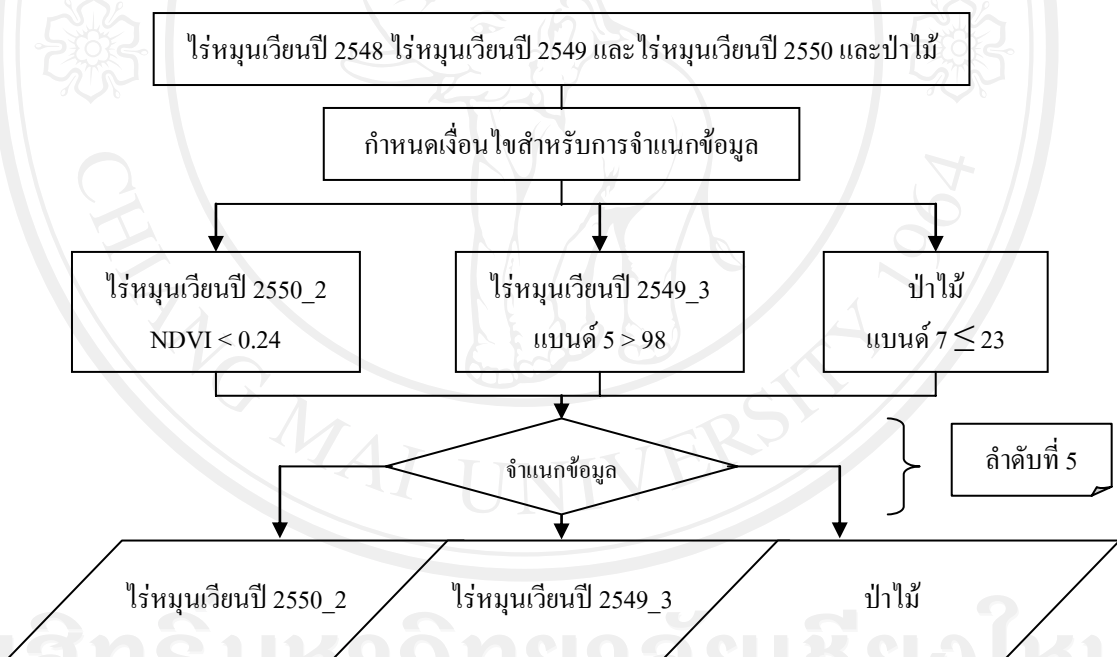 ไร่หมุนเวียนปี 2548 ไร่หมุนเวียนปี 2549 และไร่หมุนเวียนปี 2550 และป่าไม้
กำหนดเงื่อนไขสำหรับการจำแนกข้อมูล
ไร่หมุนเวียนปี 2550_2
NDVI < 0.24
ไร่หมุนเวียนปี 2549_3
แบนด์ 5 > 98
ป่าไม้
แบนด์ 7 ≤ 23
จำแนกข้อมูล
ลำดับที่ 5
ไร่หมุนเวียนปี 2550_2
ไร่หมุนเวียนปี 2549_3
ป่าไม้
CHIANG MAI UNIVERSITY 1964